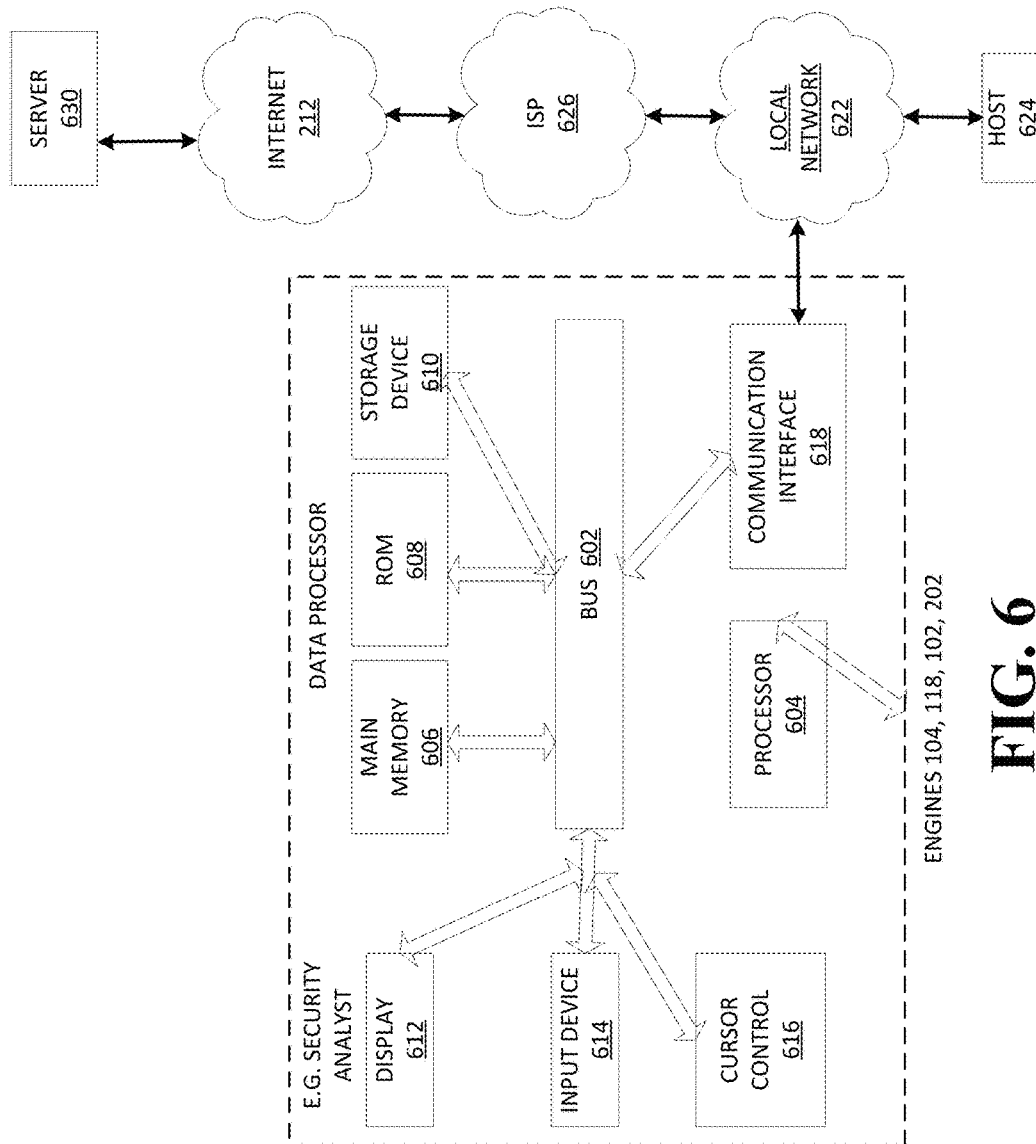 E.G. SECURITY
ANALYST
DATA PROCESSOR
DISPLAY
612
MAIN
MEMORY
606
ROM
608
STORAGE
DEVICE
610
INPUT DEVICE
614
BUS 602
CURSOR
CONTROL
616
PROCESSOR
604
COMMUNICATION
INTERFACE
618
ENGINES 104, 118, 102, 202
SERVER
630
INTERNET
212
ISP
626
LOCAL
NETWORK
622
HOST
624
FIG. 6